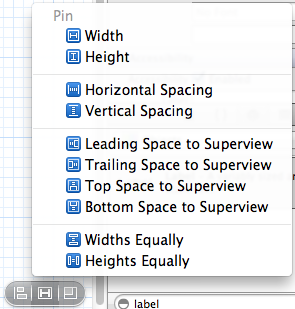 Pin
Width
Height
Horizontal Spacing
Vertical Spacing
Leading Space to Superview
Trailing Space to Superview
Top Space to Superview
Bottom Space to Superview
Widths Equally
Heights Equally
label